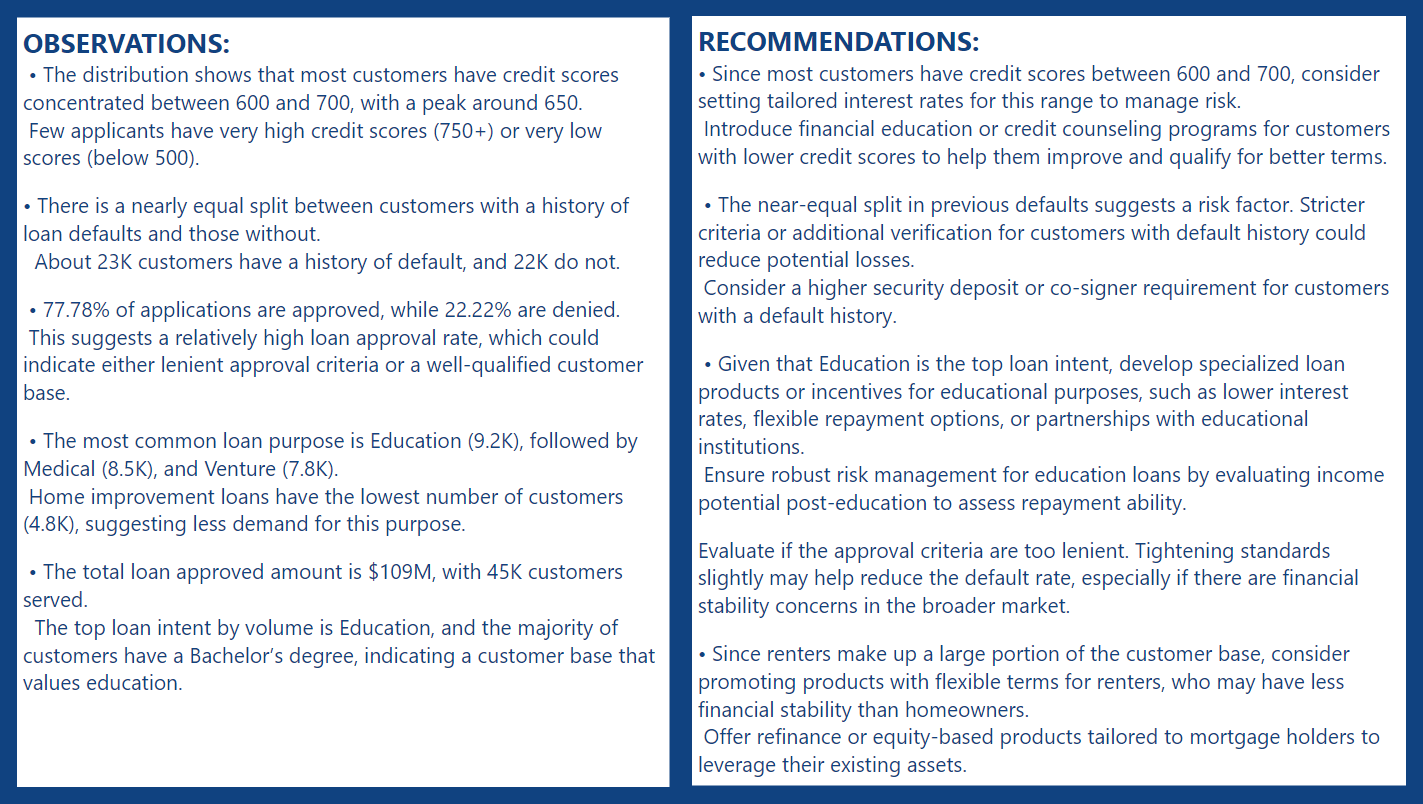 OBSERVATIONS:
• The distribution shows that most customers have credit scores
concentrated between 600 and 700, with a peak around 650.
Few applicants have very high credit scores (750+) or very low
scores (below 500).
• There is a nearly equal split between customers with a history of
loan defaults and those without.
About 23K customers have a history of default, and 22K do not.
• 77.78% of applications are approved, while 22.22% are denied.
This suggests a relatively high loan approval rate, which could
indicate either lenient approval criteria or a well-qualified customer
base.
• The most common loan purpose is Education (9.2K), followed by
Medical (8.5K), and Venture (7.8K).
Home improvement loans have the lowest number of customers
(4.8K), suggesting less demand for this purpose.
• The total loan approved amount is $109M, with 45K customers
served.
The top loan intent by volume is Education, and the majority of
customers have a Bachelor’s degree, indicating a customer base that
values education.
RECOMMENDATIONS:
• Since most customers have credit scores between 600 and 700, consider
setting tailored interest rates for this range to manage risk.
Introduce financial education or credit counseling programs for customers
with lower credit scores to help them improve and qualify for better terms.
• The near-equal split in previous defaults suggests a risk factor. Stricter
criteria or additional verification for customers with default history could
reduce potential losses.
Consider a higher security deposit or co-signer requirement for customers
with a default history.
• Given that Education is the top loan intent, develop specialized loan
products or incentives for educational purposes, such as lower interest
rates, flexible repayment options, or partnerships with educational
institutions.
Ensure robust risk management for education loans by evaluating income
potential post-education to assess repayment ability.
Evaluate if the approval criteria are too lenient. Tightening standards
slightly may help reduce the default rate, especially if there are financial
stability concerns in the broader market.
• Since renters make up a large portion of the customer base, consider
promoting products with flexible terms for renters, who may have less
financial stability than homeowners.
Offer refinance or equity-based products tailored to mortgage holders to
leverage their existing assets.